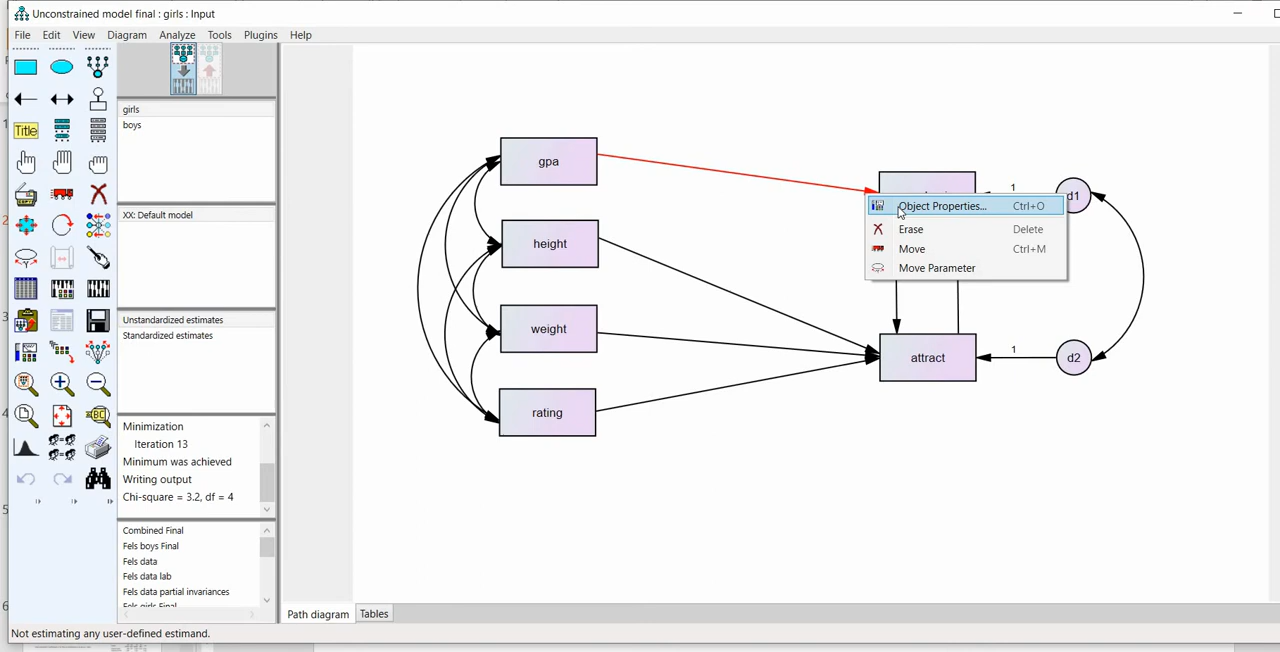 Unconstrained model final : girls : Input
File Edit View Diagram Analyze Tools Plugins Help
Title
girls
boys
XX: Default model
Unstandardized estimates
Standardized estimates
Minimization
Iteration 13
Minimum was achieved
Writing output
Chi-square = 3.2, df = 4
Combined Final
Fels boys Final
Fels data
Fels data lab
Fels data partial invariances
Fels girls Final
gpa
height
weight
rating
1
d1
Object Properties... Ctrl+O
Erase Delete
Move Ctrl+M
Move Parameter
attract
1
d2
Path diagram Tables
Not estimating any user-defined estimand.